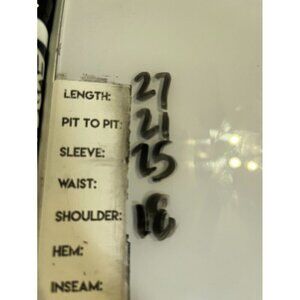 LENGTH: 27
PIT TO PIT: 21
SLEEVE: 25
WAIST:
SHOULDER: 18
HEM:
INSEAM: